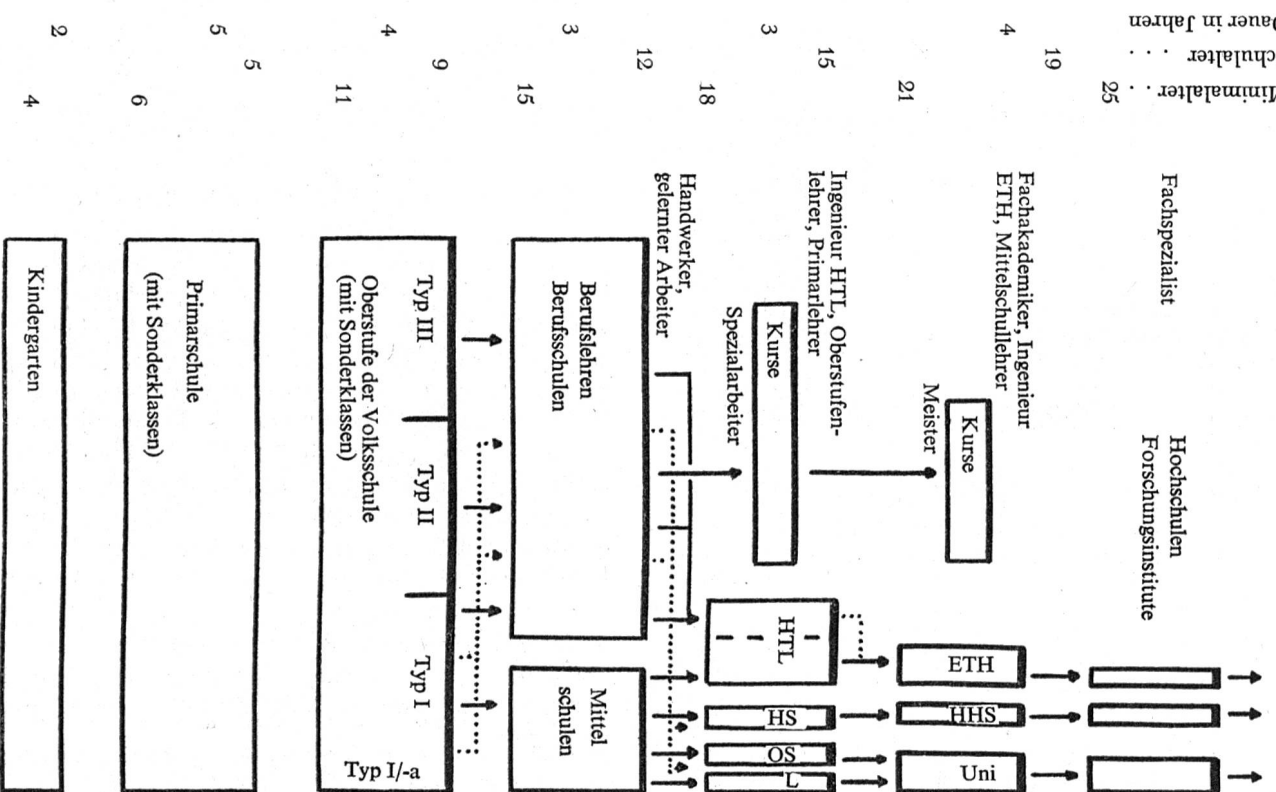 Dauer in Jahren
chulalter . . .
Minimalalter . .
2
4
5
5
6
4
9
11
3
12
15
3
15
18
4
19
21
25
Kindergarten
Primarschule
(mit Sonderklassen)
Typ III
Typ II
Typ I
Typ I/-a
Oberstufe der Volksschule
(mit Sonderklassen)
Berufslehren
Berufsschulen
Mittel
schulen
Handwerker,
gelernter Arbeiter
Kurse
Spezialarbeiter
Ingenieur HTL, Oberstufen-
lehrer, Primarlehrer
HTL
HS
OS
L
Kurse
Meister
Fachakademiker, Ingenieur
ETH, Mittelschullehrer
ETH
HHS
Uni
Fachspezialist
Hochschulen
Forschungsinstitute